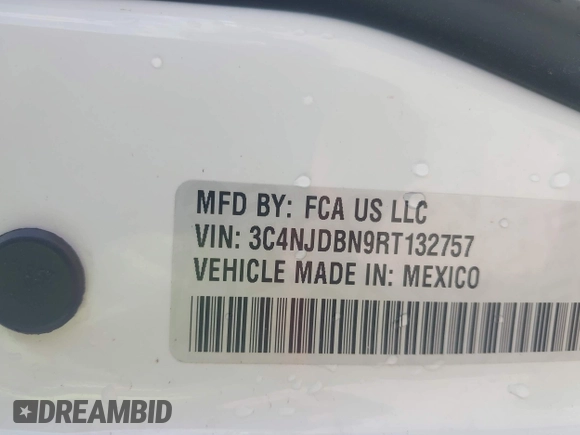 MFD BY: FCA US LLC
VIN: 3C4NJDBN9RT132757
VEHICLE MADE IN: MEXICO
DREAMBID